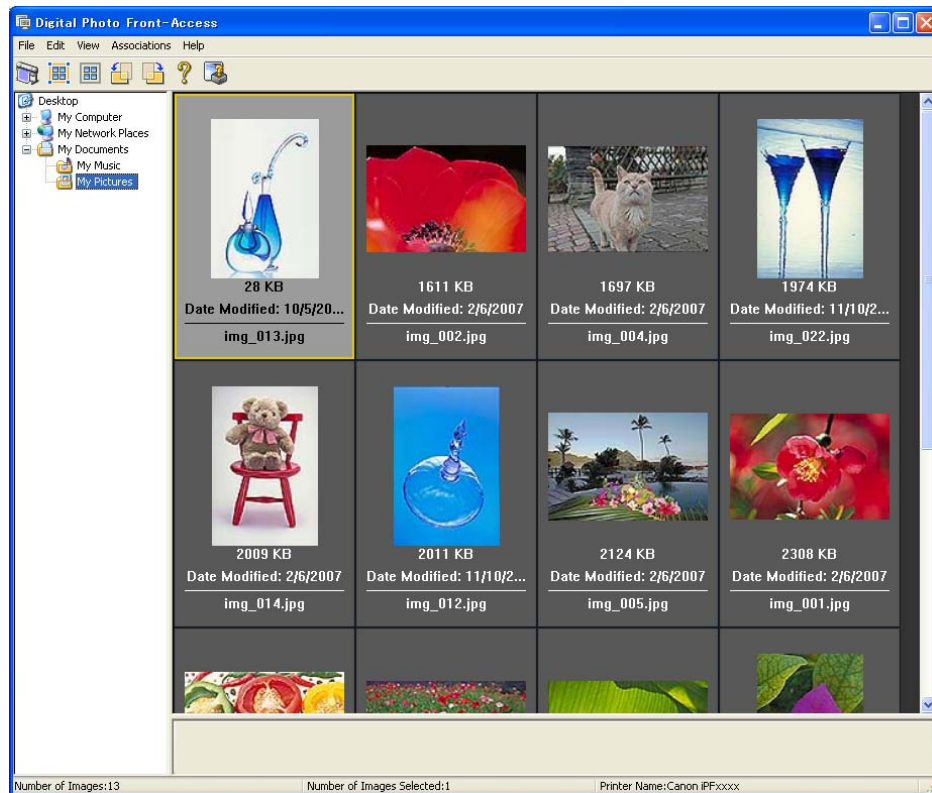 Digital Photo Front-Access
File Edit View Associations Help
Desktop
My Computer
My Network Places
My Documents
My Music
My Pictures
28 KB
Date Modified: 10/5/20...
img_013.jpg
1611 KB
Date Modified: 2/6/2007
img_002.jpg
1697 KB
Date Modified: 2/6/2007
img_004.jpg
1974 KB
Date Modified: 11/10/2...
img_022.jpg
2009 KB
Date Modified: 2/6/2007
img_014.jpg
2011 KB
Date Modified: 11/10/2...
img_012.jpg
2124 KB
Date Modified: 2/6/2007
img_005.jpg
2308 KB
Date Modified: 2/6/2007
img_001.jpg
Number of Images:13
Number of Images Selected:1
Printer Name:Canon iPFxxxx